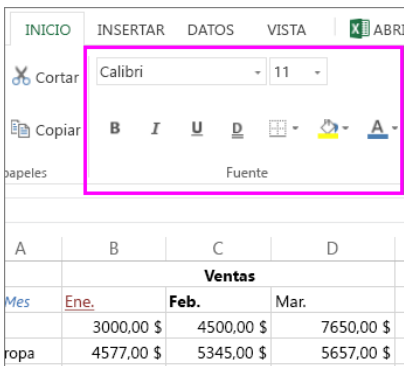 INICIO INSERTAR DATOS VISTA ABRI
Cortar Calibri 11
Copiar B I U D A
papeles Fuente
A B C D
Ventas
Mes Ene. Feb. Mar.
3000,00 $ 4500,00 $ 7650,00 $
ropa 4577,00 $ 5345,00 $ 5657,00 $